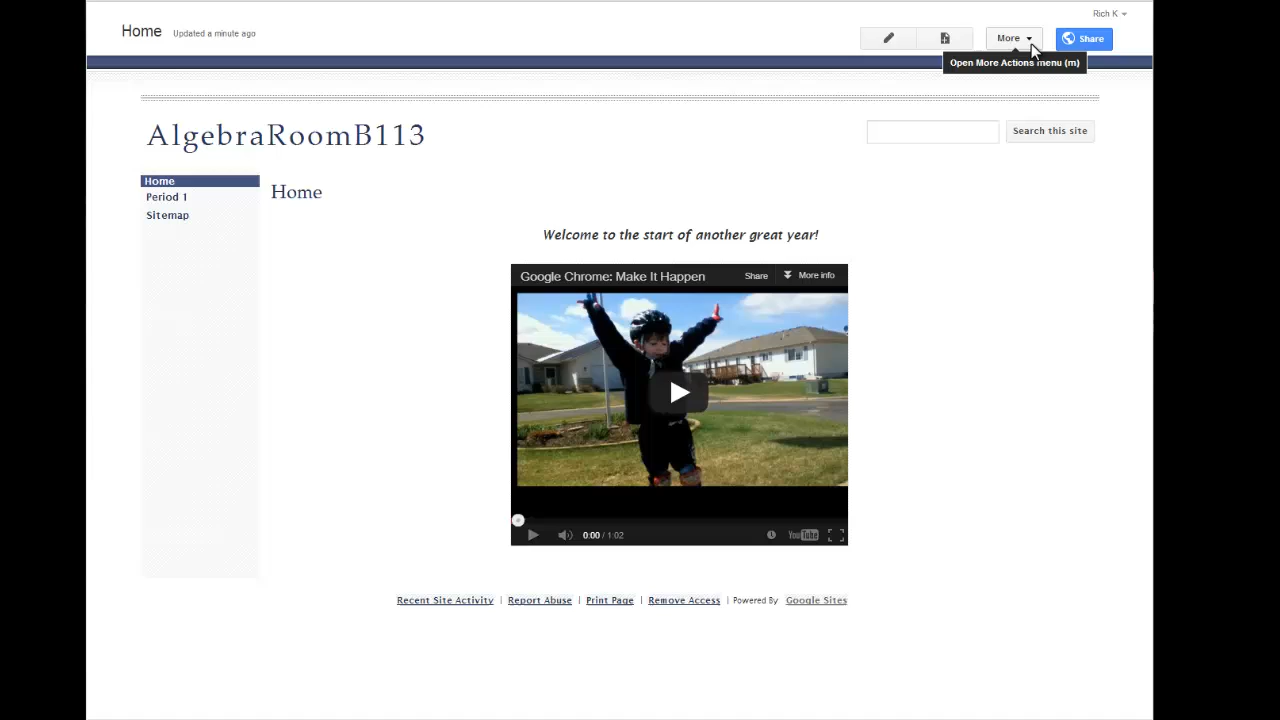 Rich K
Home Updated a minute ago
More
Share
Open More Actions menu (m)
AlgebraRoomB113
Search this site
Home
Period 1
Sitemap
Home
Welcome to the start of another great year!
Google Chrome: Make It Happen Share More info
0:00 / 1:02 YouTube
Recent Site Activity | Report Abuse | Print Page | Remove Access | Powered By Google Sites